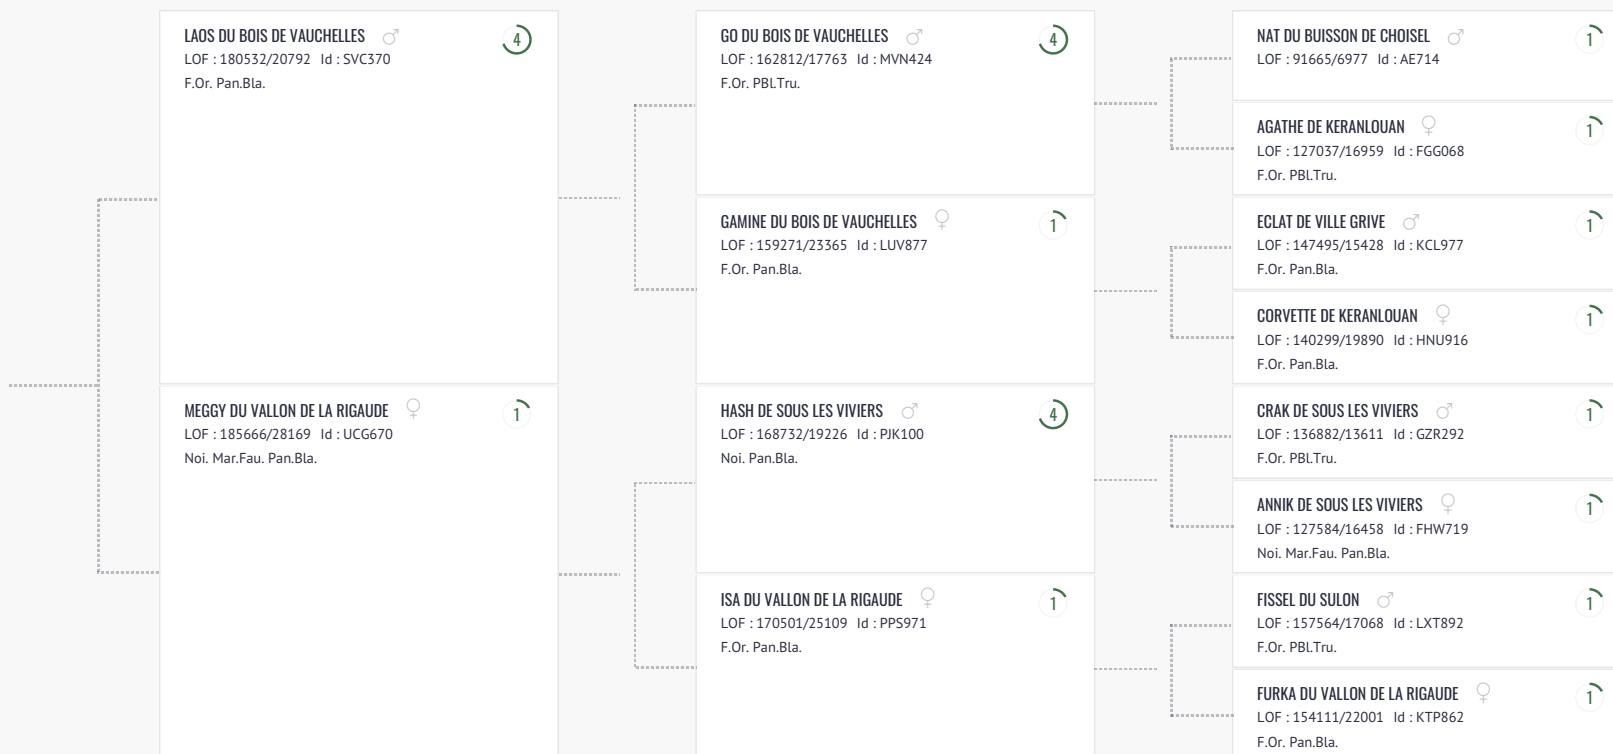 LAOS DU BOIS DE VAUCHELLES
4
LOF : 180532/20792 Id : SVC370
F.Or. Pan.Bla.
MEGGY DU VALLON DE LA RIGAUDE
1
LOF : 185666/28169 Id : UCG670
Noi. Mar.Fau. Pan.Bla.
GO DU BOIS DE VAUCHELLES
4
LOF : 162812/17763 Id : MVN424
F.Or. PBl.Tru.
GAMINE DU BOIS DE VAUCHELLES
1
LOF : 159271/23365 Id : LUV877
F.Or. Pan.Bla.
HASH DE SOUS LES VIVIERS
4
LOF : 168732/19226 Id : PJK100
Noi. Pan.Bla.
ISA DU VALLON DE LA RIGAUDE
1
LOF : 170501/25109 Id : PPS971
F.Or. Pan.Bla.
NAT DU BUISSON DE CHOISEL
1
LOF : 91665/6977 Id : AE714
AGATHE DE KERANLOUAN
1
LOF : 127037/16959 Id : FGG068
F.Or. PBl.Tru.
ECLAT DE VILLE GRIVE
1
LOF : 147495/15428 Id : KCL977
F.Or. Pan.Bla.
CORVETTE DE KERANLOUAN
1
LOF : 140299/19890 Id : HNU916
F.Or. Pan.Bla.
CRAK DE SOUS LES VIVIERS
1
LOF : 136882/13611 Id : GZR292
F.Or. PBl.Tru.
ANNIK DE SOUS LES VIVIERS
1
LOF : 127584/16458 Id : FHW719
Noi. Mar.Fau. Pan.Bla.
FISSEL DU SULON
1
LOF : 157564/17068 Id : LXT892
F.Or. PBl.Tru.
FURKA DU VALLON DE LA RIGAUDE
1
LOF : 154111/22001 Id : KTP862
F.Or. Pan.Bla.